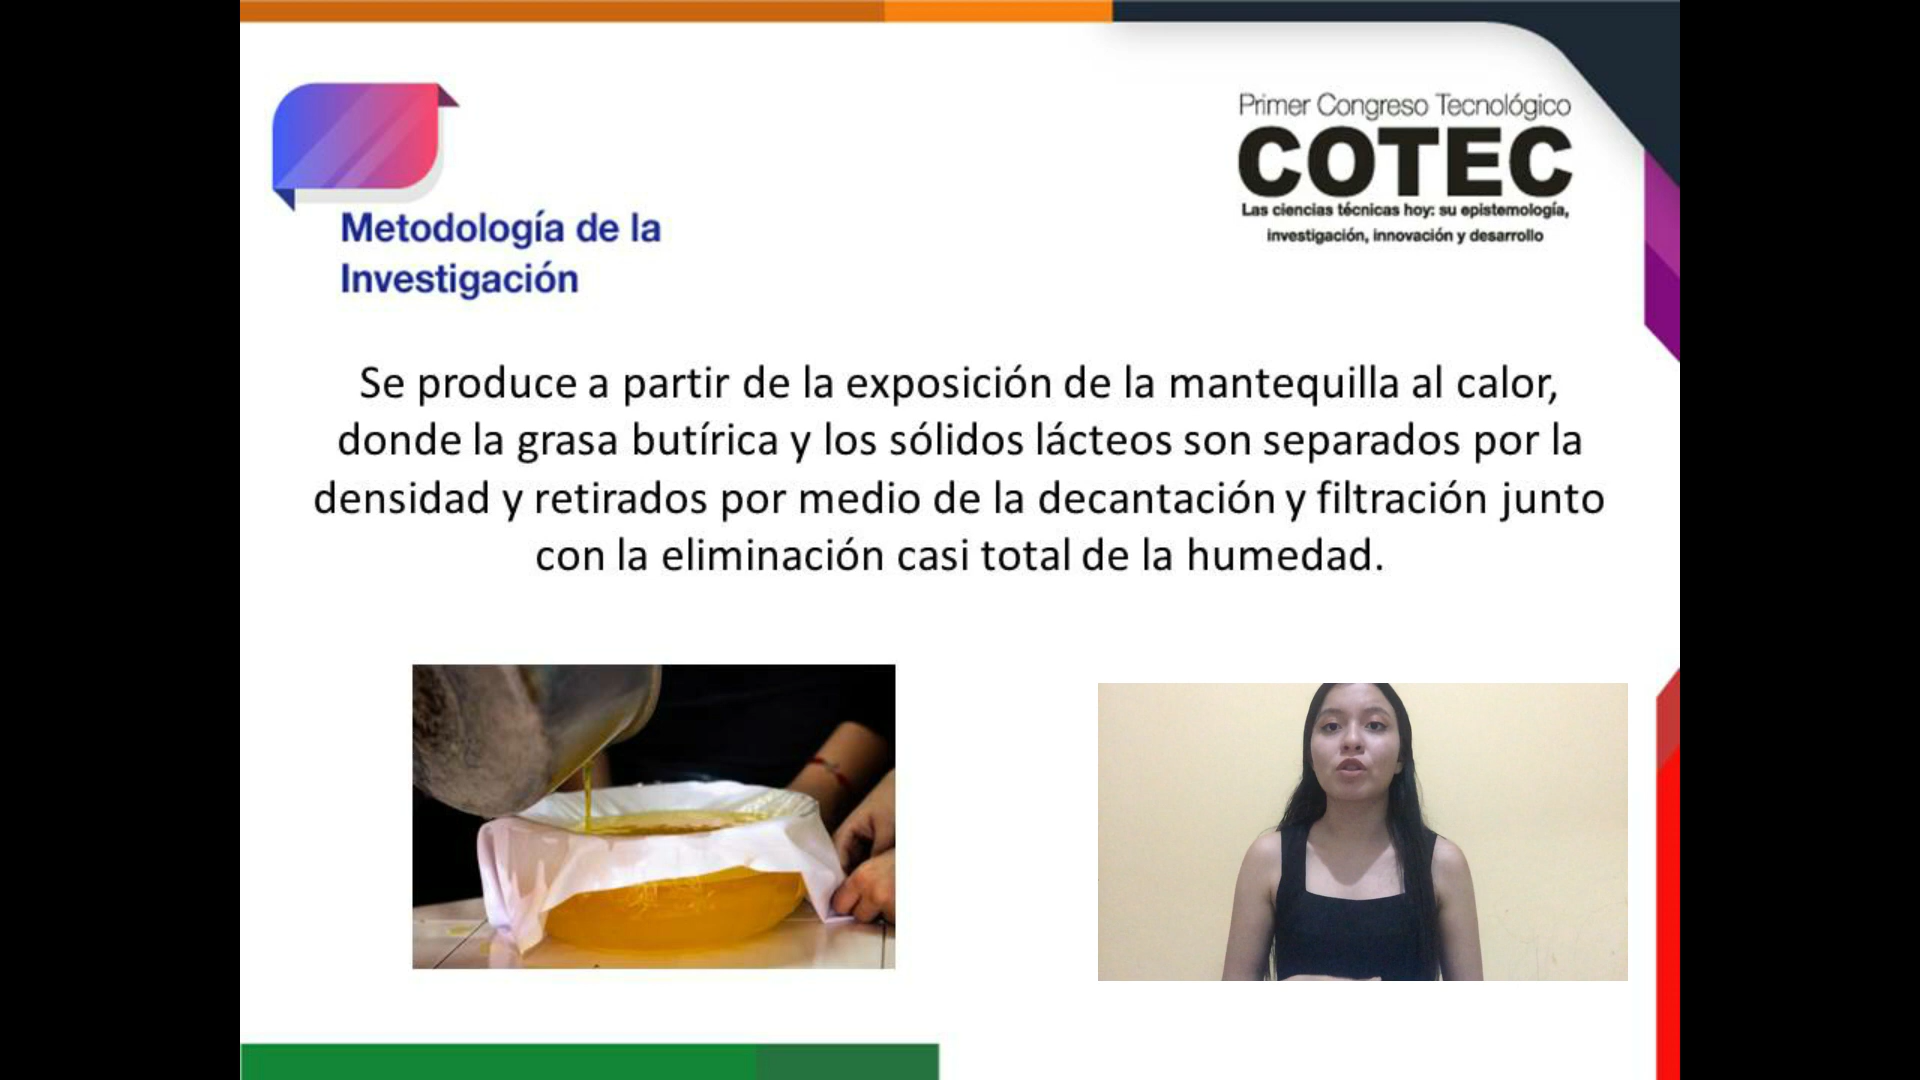 Primer Congreso Tecnológico
COTEC
Las ciencias técnicas hoy: su epistemología,
investigación, innovación y desarrollo
Metodología de la
Investigación
Se produce a partir de la exposición de la mantequilla al calor,
donde la grasa butírica y los sólidos lácteos son separados por la
densidad y retirados por medio de la decantación y filtración junto
con la eliminación casi total de la humedad.